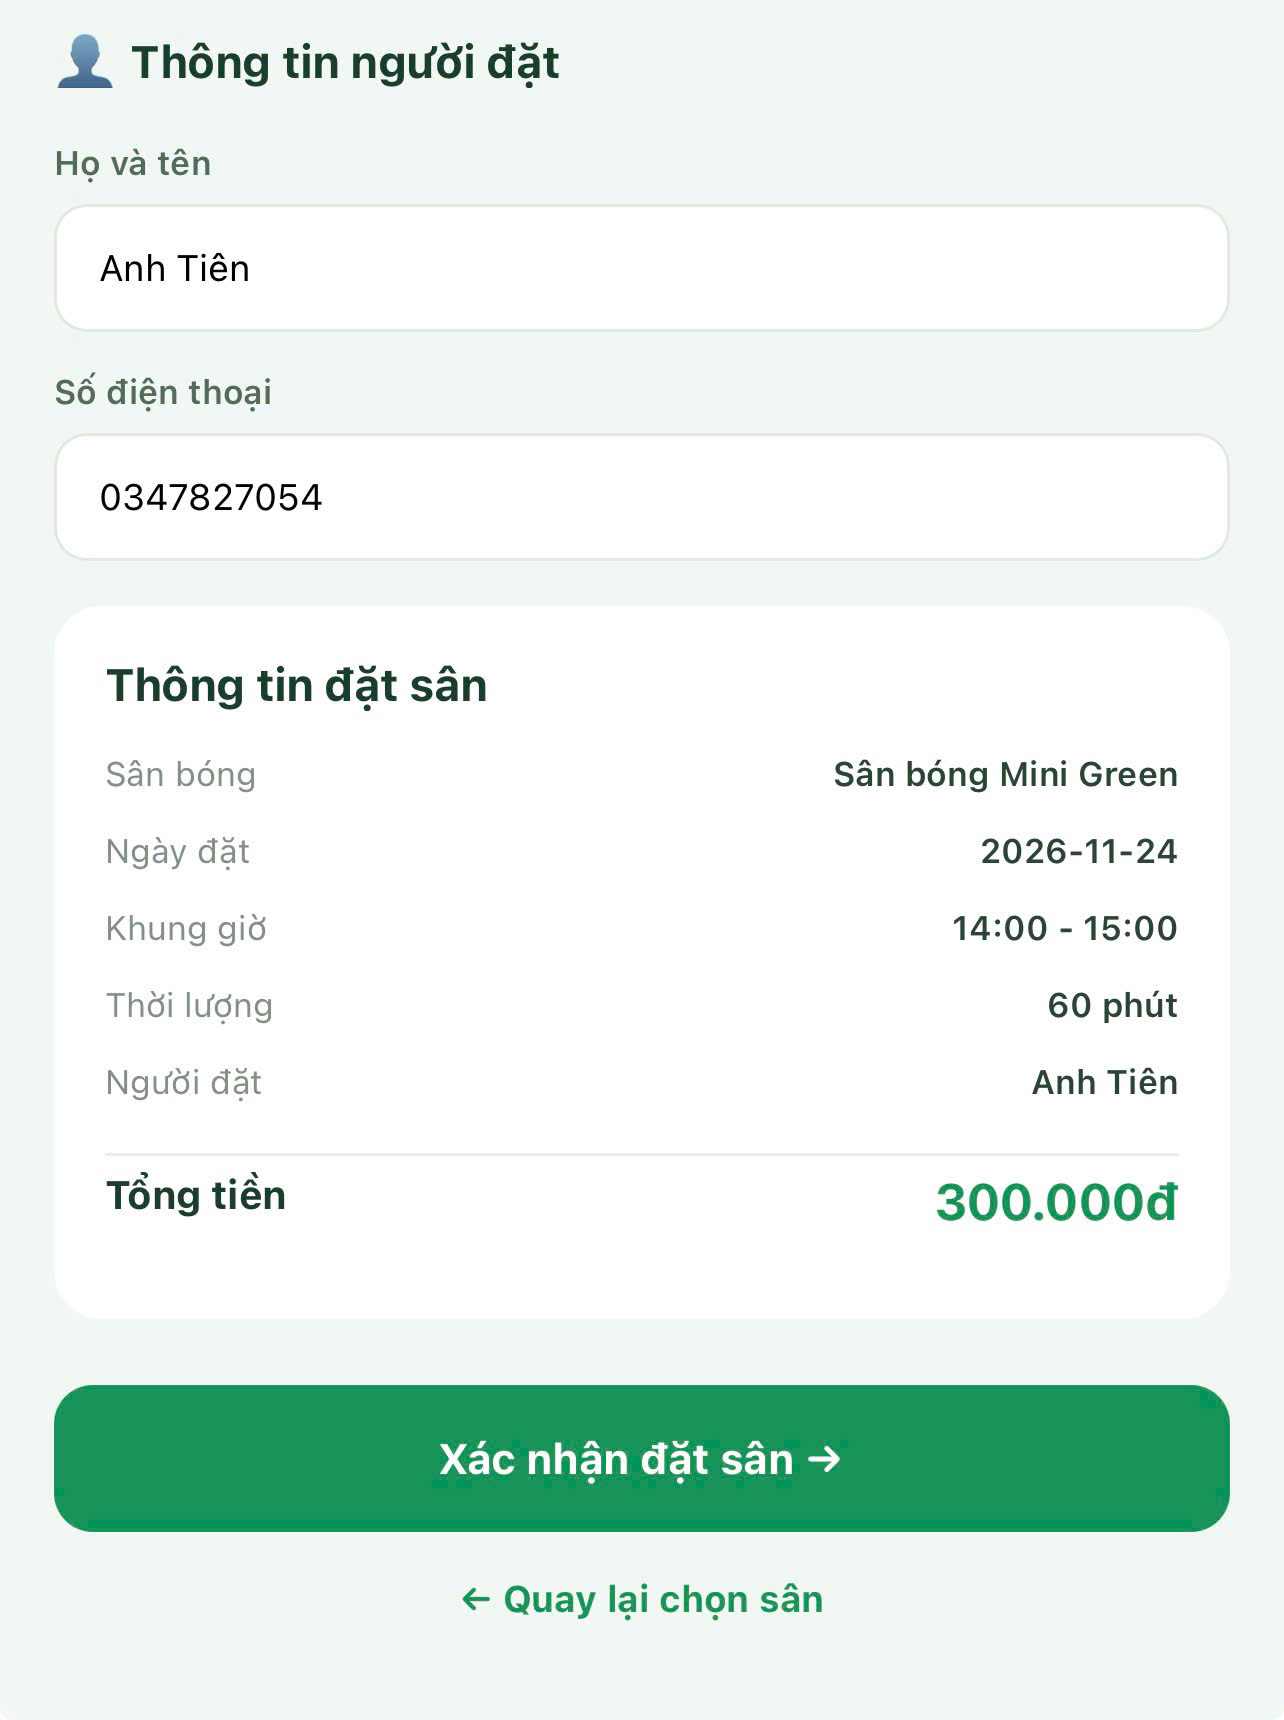 Thông tin người đặt
Họ và tên
Anh Tiên
Số điện thoại
0347827054
Thông tin đặt sân
Sân bóng Sân bóng Mini Green
Ngày đặt 2026-11-24
Khung giờ 14:00 - 15:00
Thời lượng 60 phút
Người đặt Anh Tiên
Tổng tiền 300.000đ
Xác nhận đặt sân →
← Quay lại chọn sân